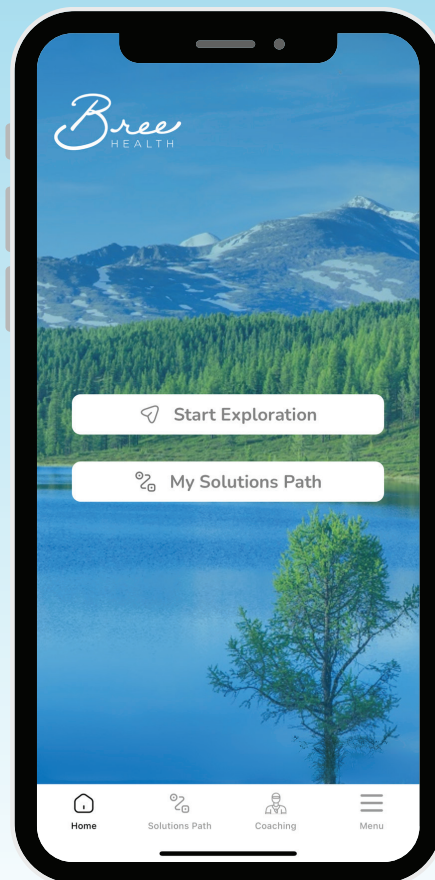 Bree
HEALTH
Start Exploration
My Solutions Path
Home
Solutions Path
Coaching
Menu